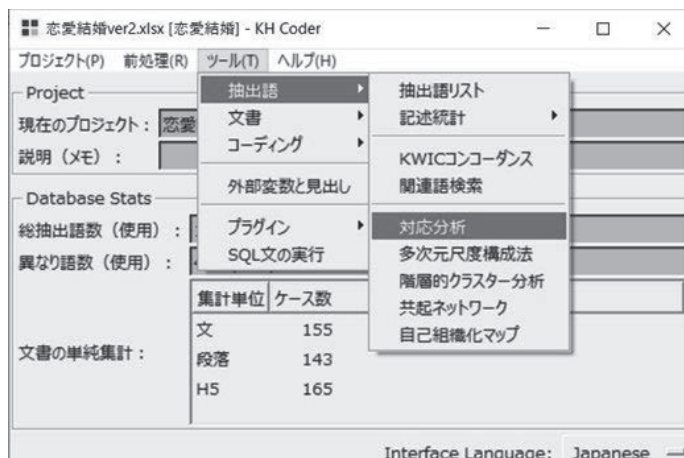 恋愛結婚ver2.xlsx [恋愛結婚] - KH Coder
プロジェクト(P) 前処理(R) ツール(T) ヘルプ(H)
Project
現在のプロジェクト： 恋愛
説明（メモ）：
Database Stats
総抽出語数（使用）：
異なり語数（使用）：
文書の単純集計：
集計単位 ケース数
文 155
段落 143
H5 165
抽出語
文書
コーディング
外部変数と見出し
プラグイン
SQL文の実行
抽出語リスト
記述統計
KWICコンコーダンス
関連語検索
対応分析
多次元尺度構成法
階層的クラスター分析
共起ネットワーク
自己組織化マップ
Interface Language: Japanese